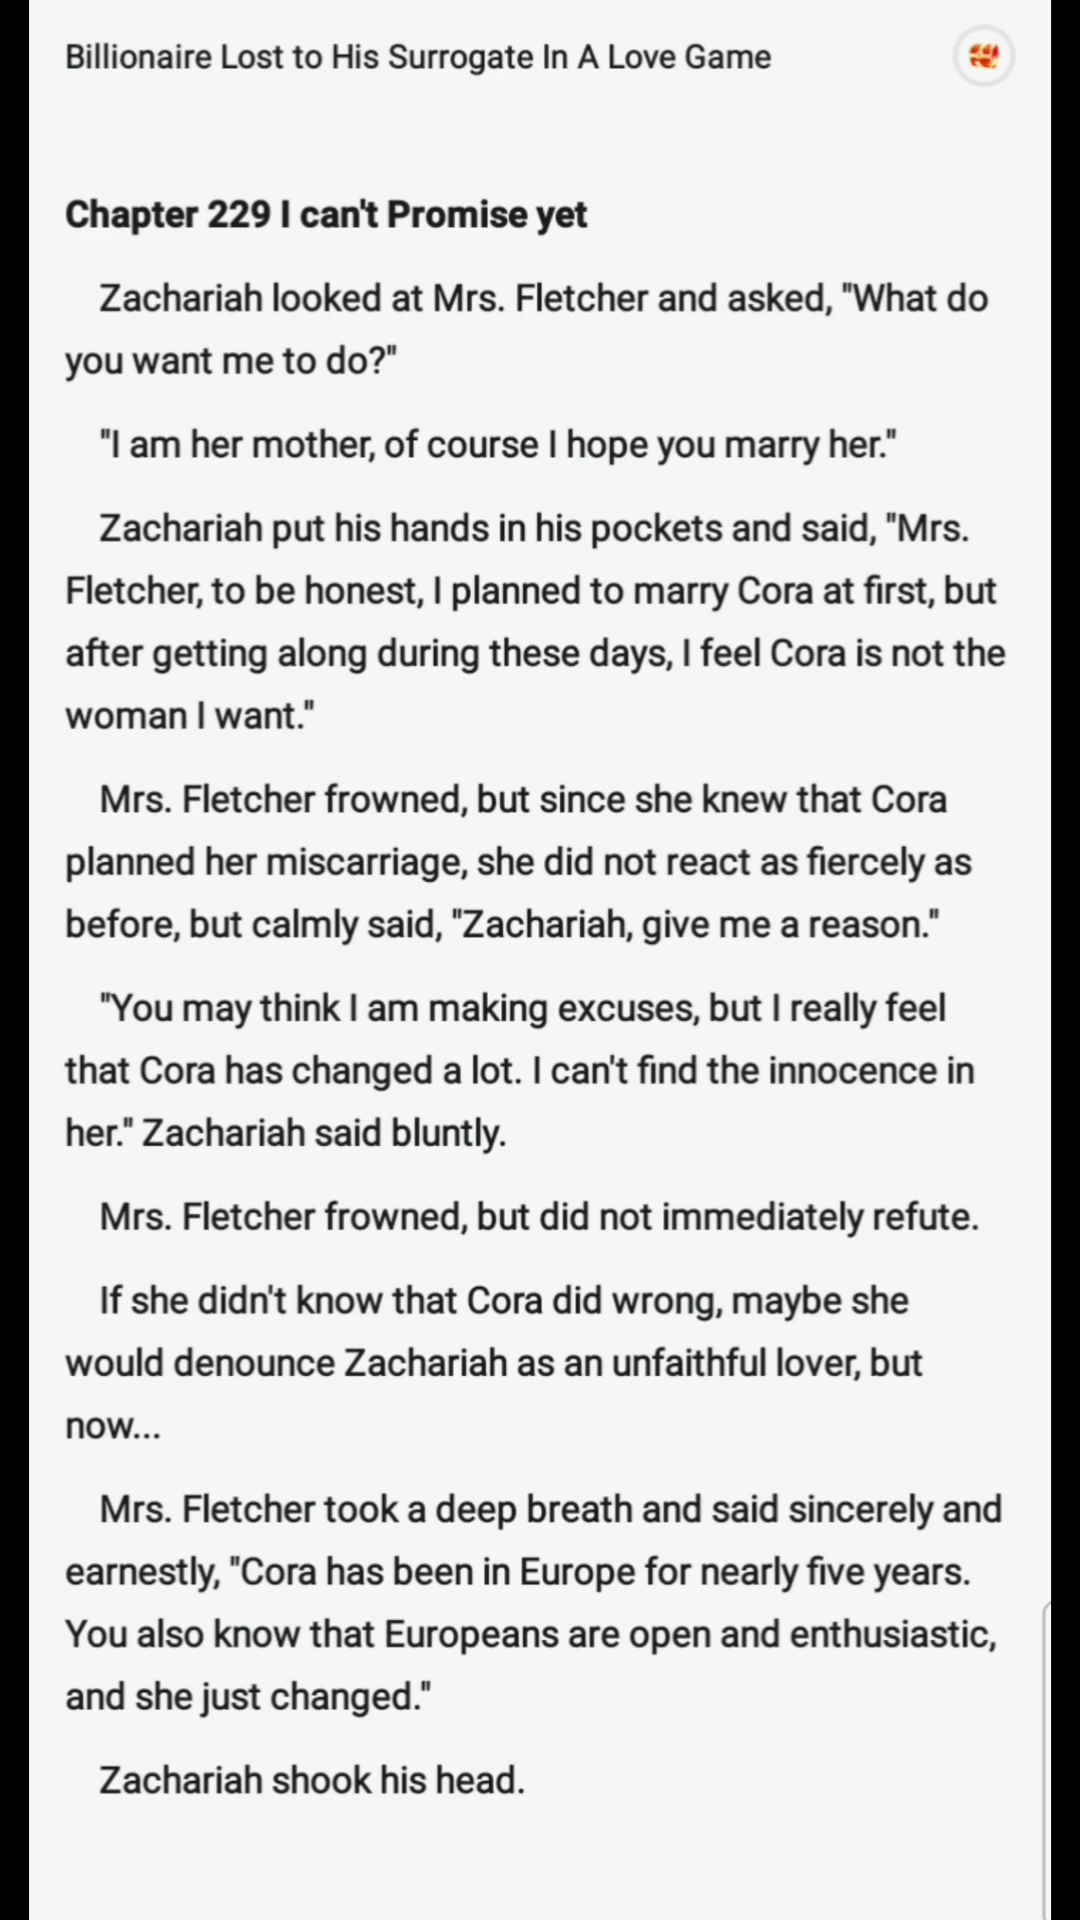 Billionaire Lost to His Surrogate In A Love Game
Chapter 229 I can't Promise yet
Zachariah looked at Mrs. Fletcher and asked, "What do
you want me to do?"
"I am her mother, of course I hope you marry her."
Zachariah put his hands in his pockets and said, "Mrs.
Fletcher, to be honest, I planned to marry Cora at first, but
after getting along during these days, I feel Cora is not the
woman I want."
Mrs. Fletcher frowned, but since she knew that Cora
planned her miscarriage, she did not react as fiercely as
before, but calmly said, "Zachariah, give me a reason."
"You may think I am making excuses, but I really feel
that Cora has changed a lot. I can't find the innocence in
her." Zachariah said bluntly.
Mrs. Fletcher frowned, but did not immediately refute.
If she didn't know that Cora did wrong, maybe she
would denounce Zachariah as an unfaithful lover, but
now...
Mrs. Fletcher took a deep breath and said sincerely and
earnestly, "Cora has been in Europe for nearly five years.
You also know that Europeans are open and enthusiastic,
and she just changed."
Zachariah shook his head.